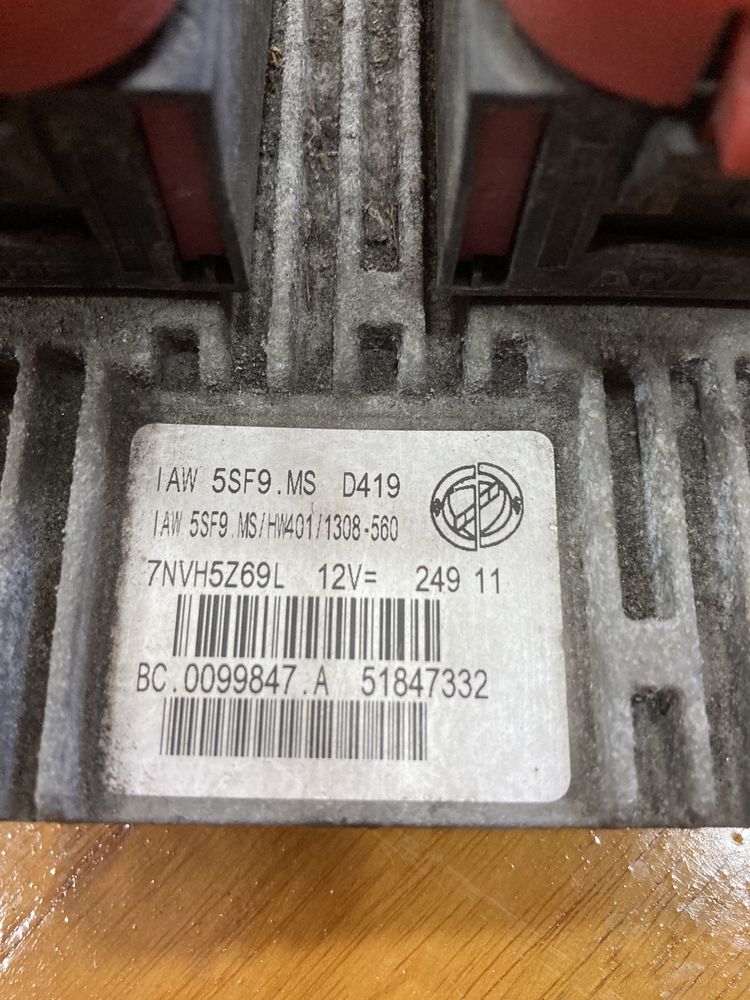 IAW 5SF9.MS D419
IAW 5SF9.MS/HW401/1308-560
7NVH5Z69L 12V= 249 11
BC.0099847.A 51847332